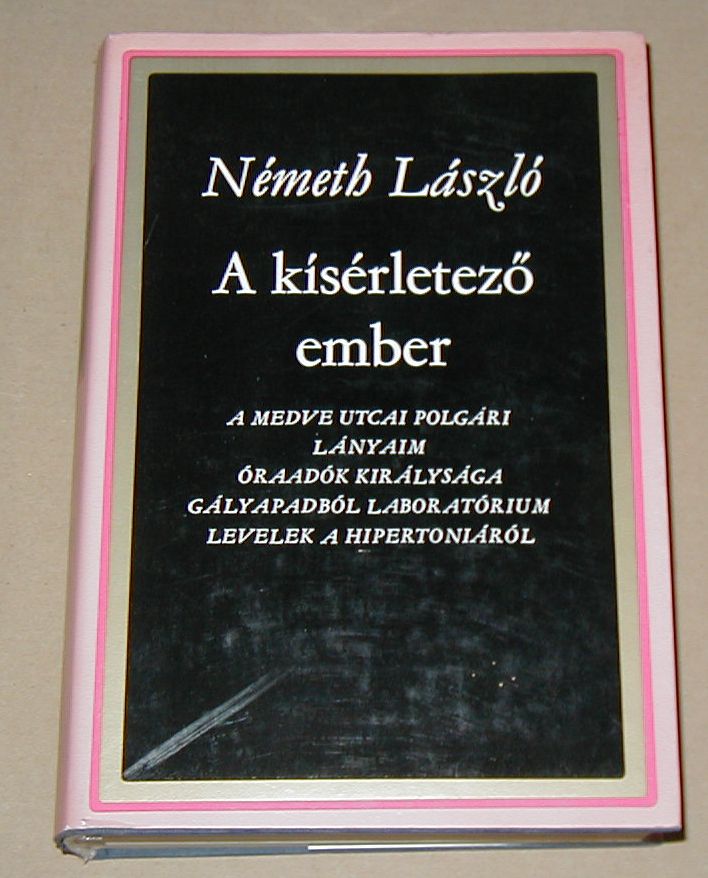 Németh László
A kísérletező
ember
A MEDVE UTCAI POLGÁRI
LÁNYAIM
ÓRAADÓK KIRÁLYSÁGA
GÁLYAPADBÓL LABORATÓRIUM
LEVELEK A HIPERTONIÁRÓL